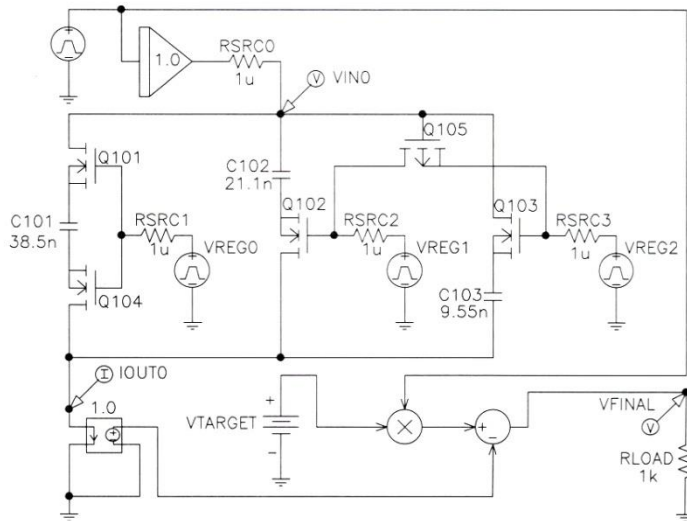 1.0
RSRC0
1u
V VIN0
Q105
Q101
C102
21.1n
Q102
Q103
C101
38.5n
RSRC1
1u
VREG0
RSRC2
1u
VREG1
RSRC3
1u
VREG2
Q104
C103
9.55n
I IOUT0
1.0
VTARGET
+
-
+
-
VFINAL
V
RLOAD
1k